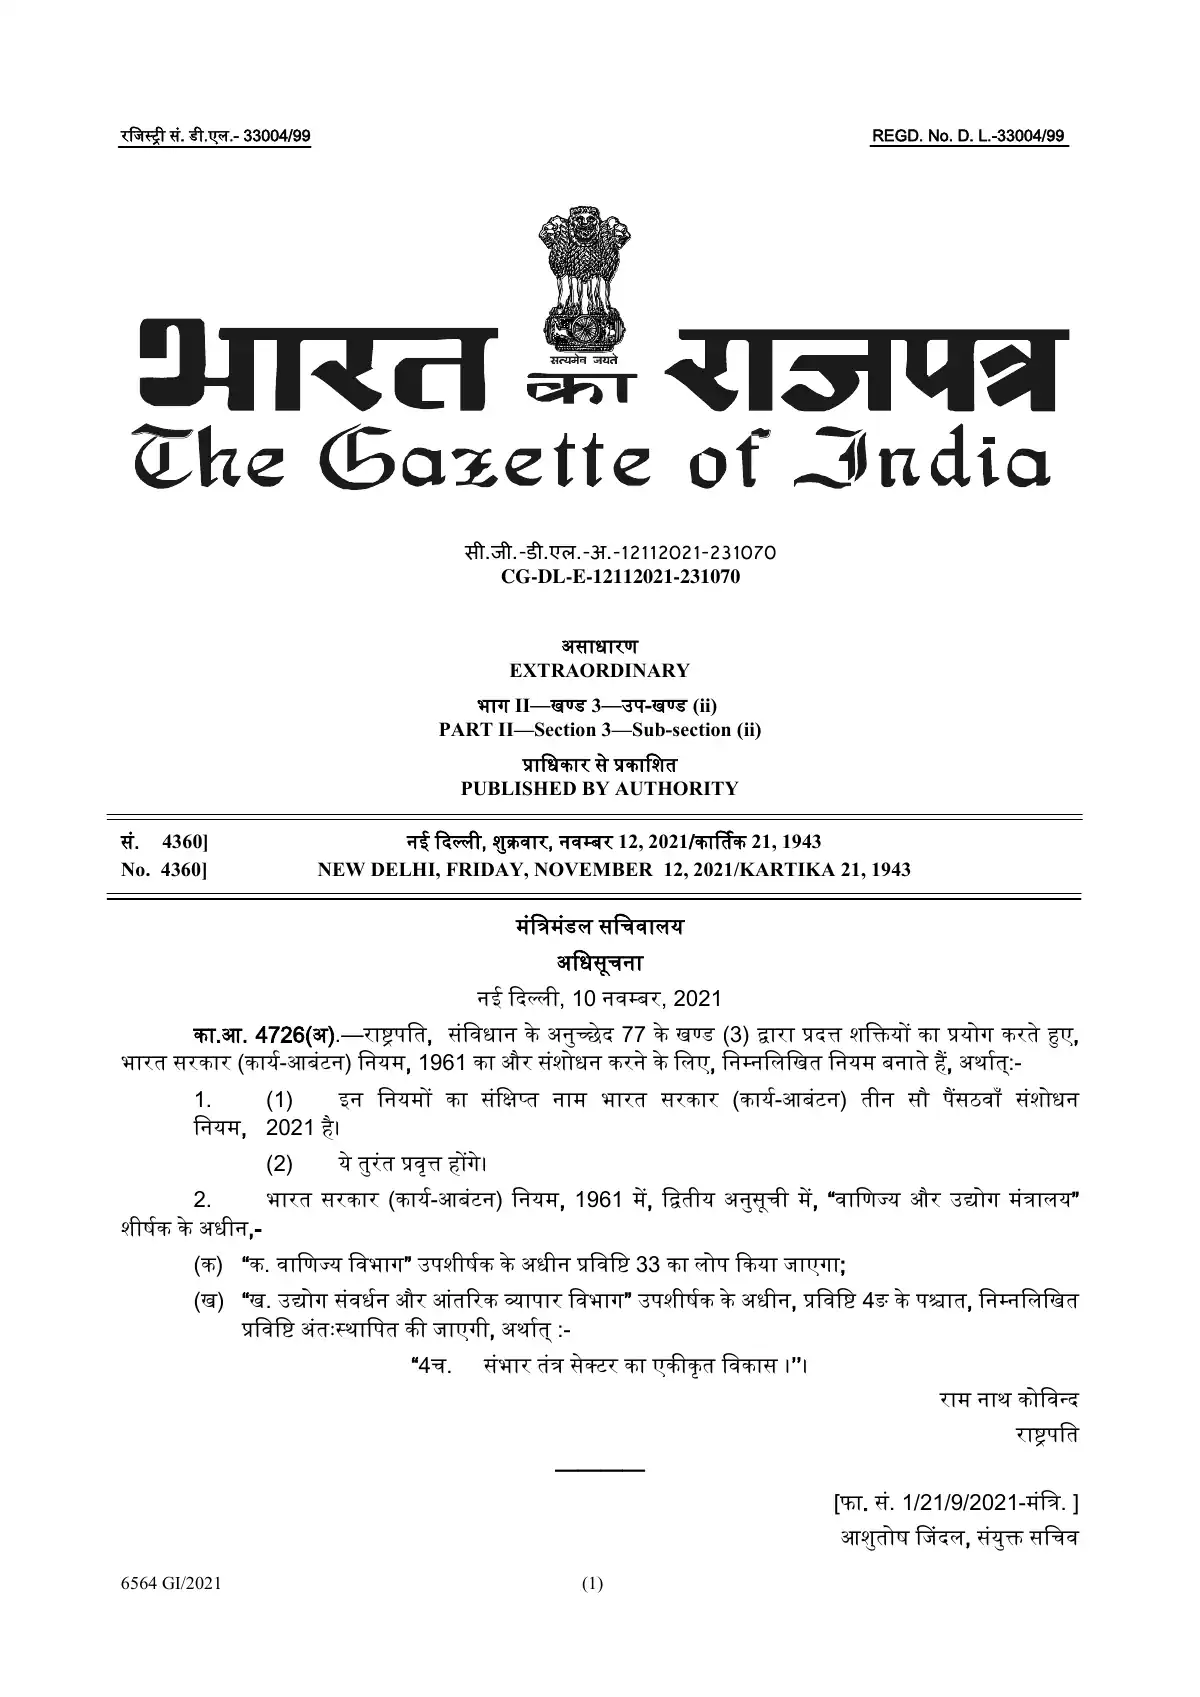 रजिस्ट्री सं. डी.एल.- 33004/99
REGD. No. D. L.-33004/99
सत्यमेव जयते
भारत का राजपत्र
The Gazette of India
सी.जी.-डी.एल.-अ.-12112021-231070
CG-DL-E-12112021-231070
असाधारण
EXTRAORDINARY
भाग II—खण्ड 3—उप-खण्ड (ii)
PART II—Section 3—Sub-section (ii)
प्राधिकार से प्रकाशित
PUBLISHED BY AUTHORITY
सं. 4360] नई दिल्ली, शुक्रवार, नवम्बर 12, 2021/कार्तिक 21, 1943
No. 4360] NEW DELHI, FRIDAY, NOVEMBER 12, 2021/KARTIKA 21, 1943
मंत्रिमंडल सचिवालय
अधिसूचना
नई दिल्ली, 10 नवम्बर, 2021
का.आ. 4726(अ).—राष्ट्रपति, संविधान के अनुच्छेद 77 के खण्ड (3) द्वारा प्रदत्त शक्तियों का प्रयोग करते हुए,
भारत सरकार (कार्य-आबंटन) नियम, 1961 का और संशोधन करने के लिए, निम्नलिखित नियम बनाते हैं, अर्थात्:-
1. (1) इन नियमों का संक्षिप्त नाम भारत सरकार (कार्य-आबंटन) तीन सौ पैंसठवाँ संशोधन
नियम, 2021 है।
(2) ये तुरंत प्रवृत्त होंगे।
2. भारत सरकार (कार्य-आबंटन) नियम, 1961 में, द्वितीय अनुसूची में, “वाणिज्य और उद्योग मंत्रालय”
शीर्षक के अधीन,-
(क) “क. वाणिज्य विभाग” उपशीर्षक के अधीन प्रविष्टि 33 का लोप किया जाएगा;
(ख) “ख. उद्योग संवर्धन और आंतरिक व्यापार विभाग” उपशीर्षक के अधीन, प्रविष्टि 4ङ के पश्चात, निम्नलिखित
प्रविष्टि अंतःस्थापित की जाएगी, अर्थात् :-
“4च. संभार तंत्र सेक्टर का एकीकृत विकास ।”।
राम नाथ कोविन्द
राष्ट्रपति
[फा. सं. 1/21/9/2021-मंत्रि. ]
आशुतोष जिंदल, संयुक्त सचिव
6564 GI/2021 (1)